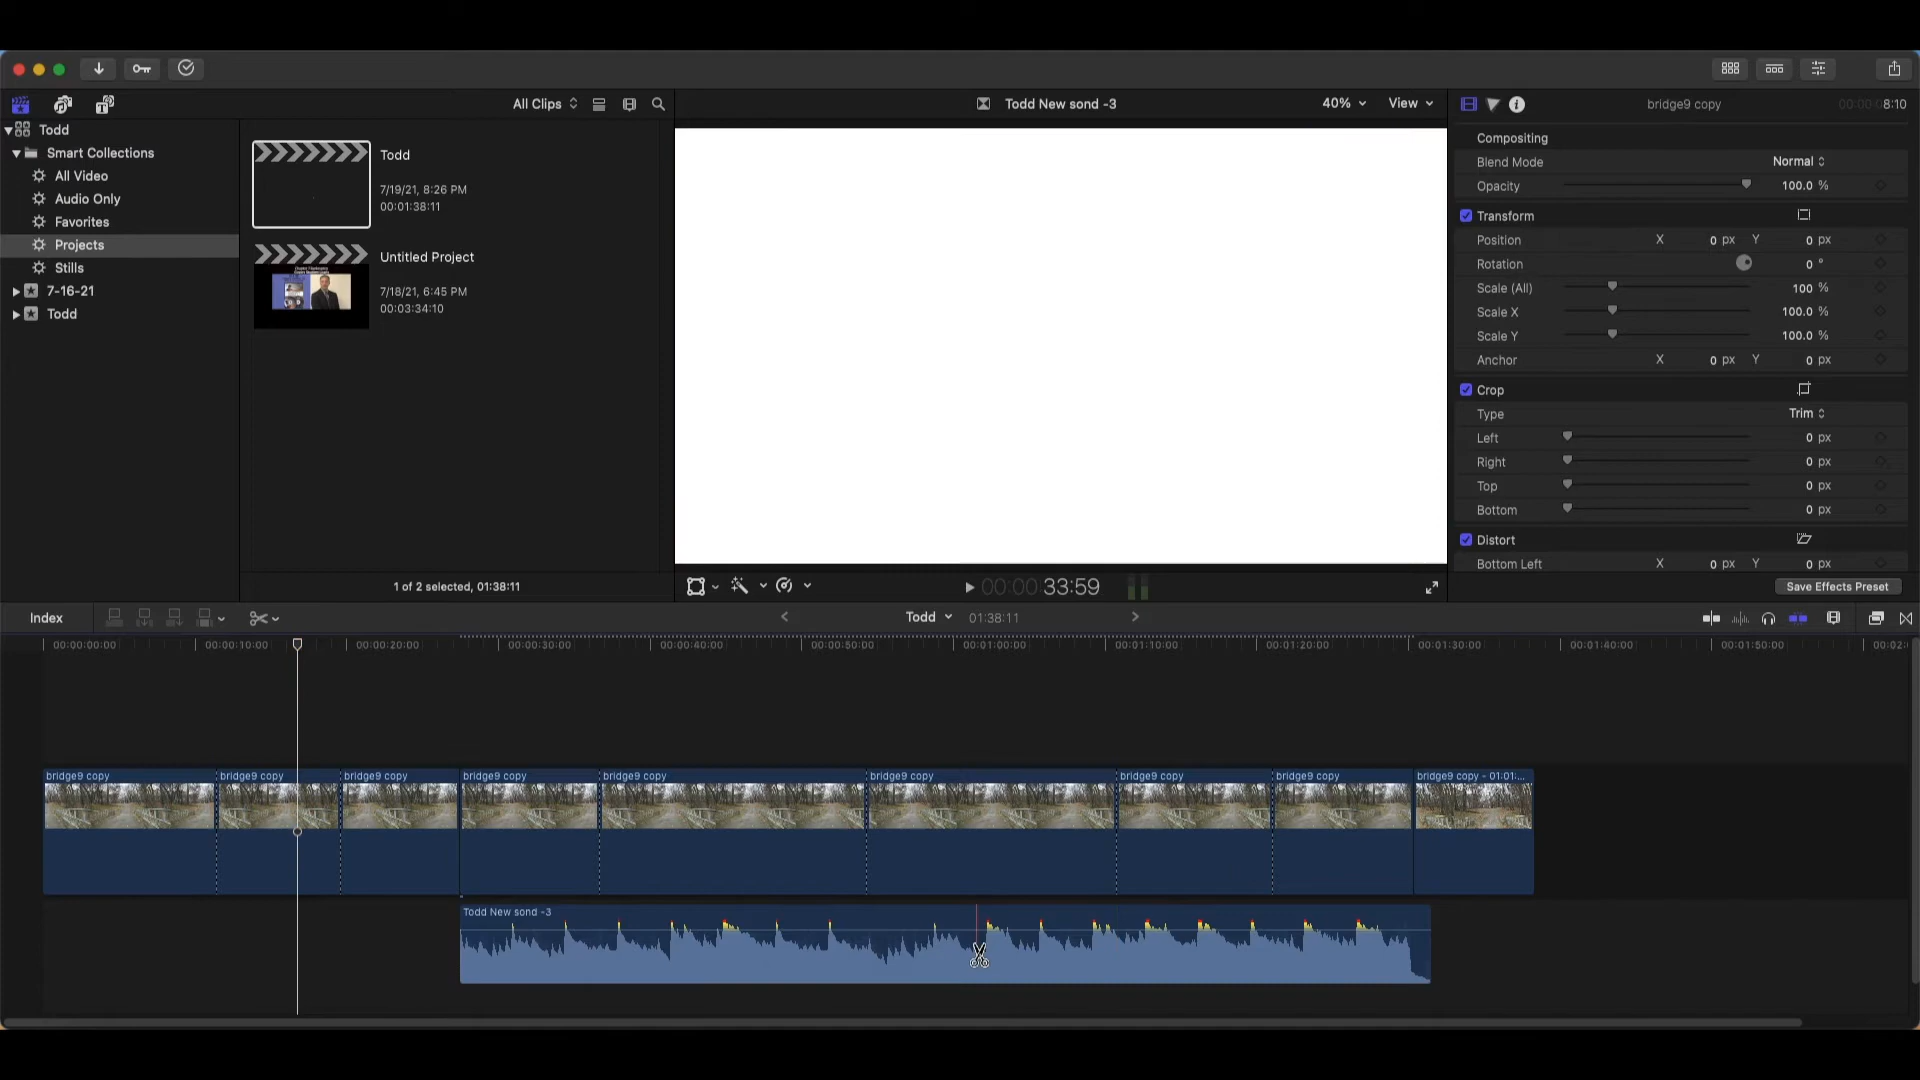 All Clips
Todd New sond -3
40%
View
bridge9 copy
00:00:08:10
Todd
Smart Collections
All Video
Audio Only
Favorites
Projects
Stills
7-16-21
Todd
Todd
7/19/21, 8:26 PM
00:01:38:11
Untitled Project
7/18/21, 6:45 PM
00:03:34:10
1 of 2 selected, 01:38:11
00:00:33:59
Compositing
Blend Mode Normal
Opacity 100.0 %
Transform
Position X 0 px Y 0 px
Rotation 0 °
Scale (All) 100 %
Scale X 100.0 %
Scale Y 100.0 %
Anchor X 0 px Y 0 px
Crop
Type Trim
Left 0 px
Right 0 px
Top 0 px
Bottom 0 px
Distort
Bottom Left X 0 px Y 0 px
Save Effects Preset
Index
Todd 01:38:11
00:00:00:00 00:00:10:00 00:00:20:00 00:00:30:00 00:00:40:00 00:00:50:00 00:01:00:00 00:01:10:00 00:01:20:00 00:01:30:00 00:01:40:00 00:01:50:00 00:02:
bridge9 copy bridge9 copy bridge9 copy bridge9 copy bridge9 copy bridge9 copy bridge9 copy bridge9 copy bridge9 copy - 01:01:...
Todd New sond -3